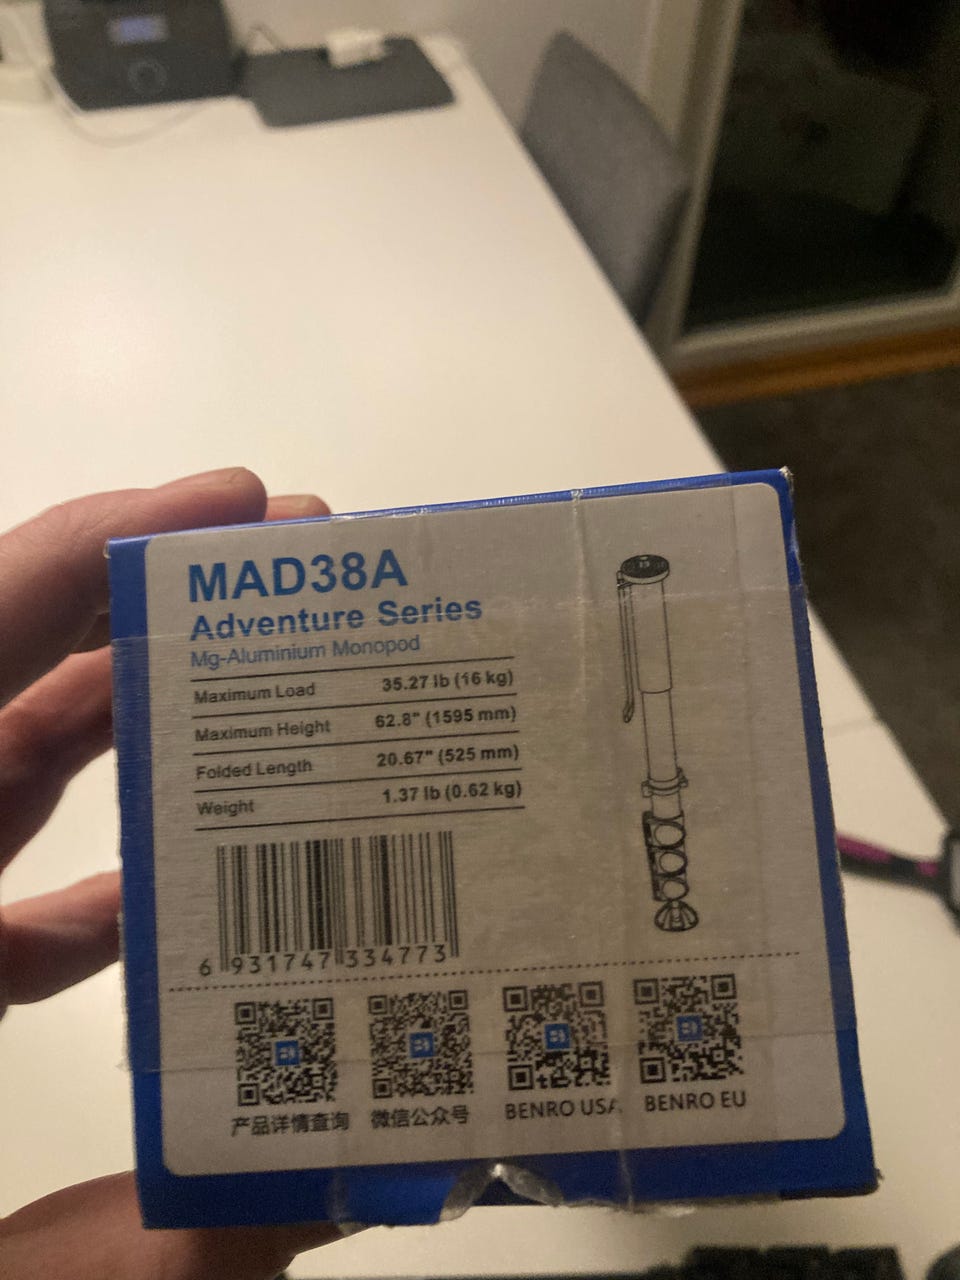 MAD38A
Adventure Series
Mg-Aluminium Monopod
Maximum Load 35.27 lb (16 kg)
Maximum Height 62.8" (1595 mm)
Folded Length 20.67" (525 mm)
Weight 1.37 lb (0.62 kg)
6 931747 334773
产品详情查询 微信公众号 BENRO USA BENRO EU